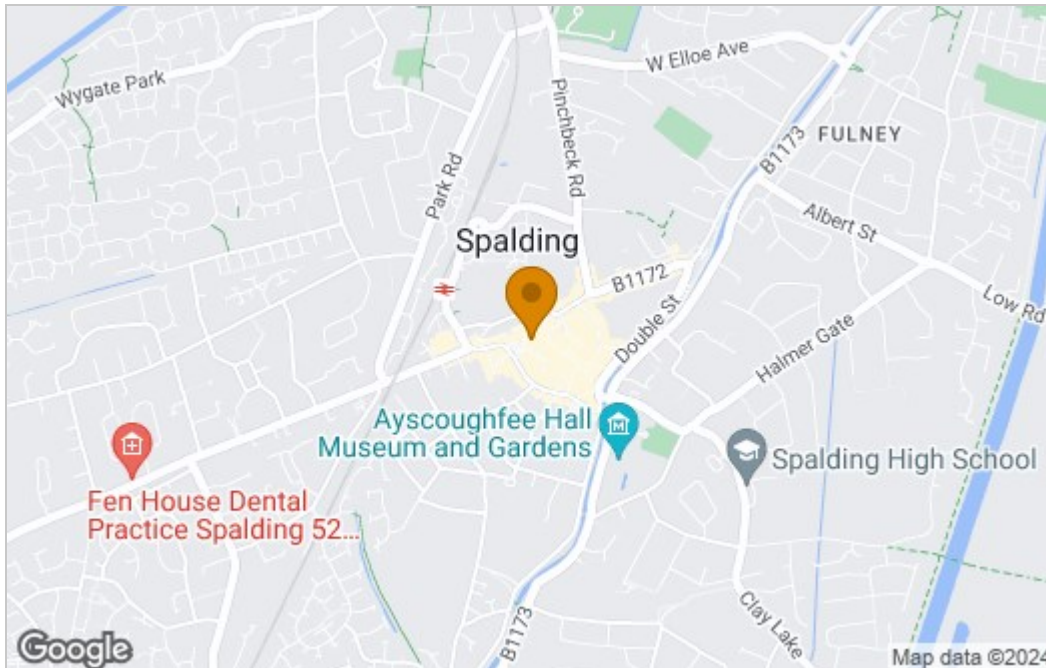 W Elloe Ave
Wygate Park
Pinchbeck Rd
B1173
FULNEY
Park Rd
Albert St
Spalding
B1172
Low Rd
Double St
Halmer Gate
Ayscoughfee Hall
Museum and Gardens
Spalding High School
Fen House Dental
Practice Spalding 52...
B1173
Clay Lake
Google
Map data ©2024